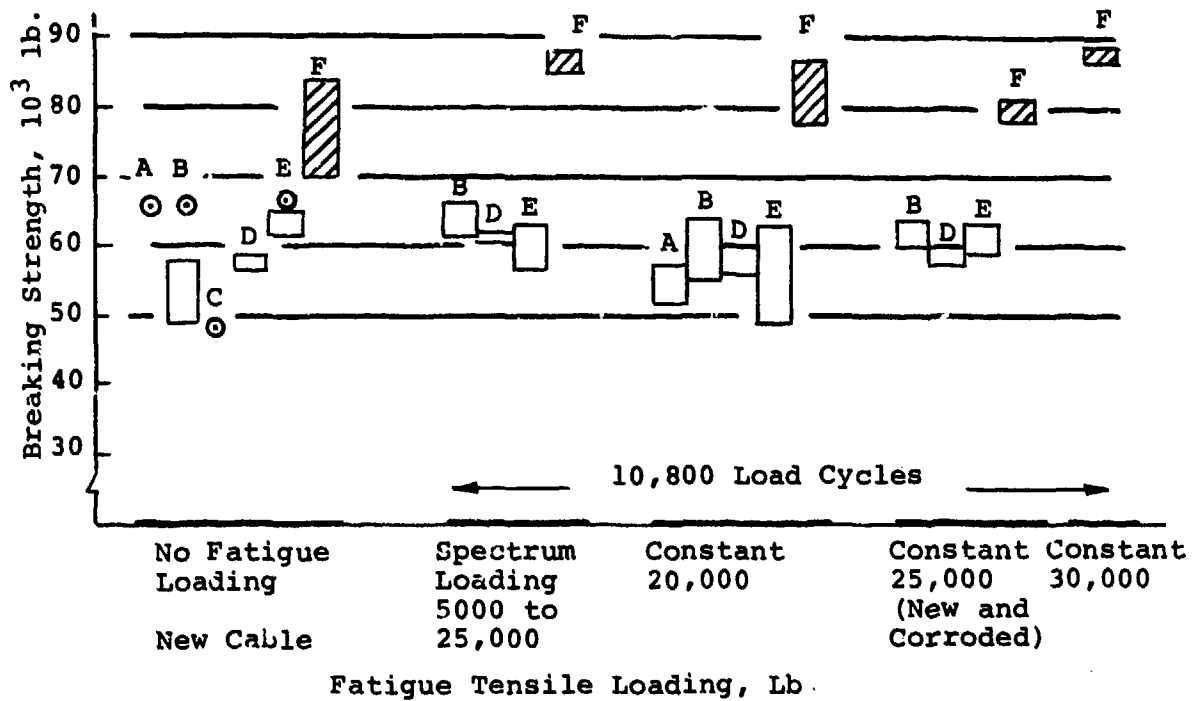 Breaking Strength, 10³ lb.
90
80
70
60
50
40
30
A
B
C
D
E
F
B
D
E
F
A
B
D
E
F
B
D
E
F
F
10,800 Load Cycles
No Fatigue
Loading
New Cable
Spectrum
Loading
5000 to
25,000
Constant
20,000
Constant
25,000
(New and
Corroded)
Constant
30,000
Fatigue Tensile Loading, Lb.